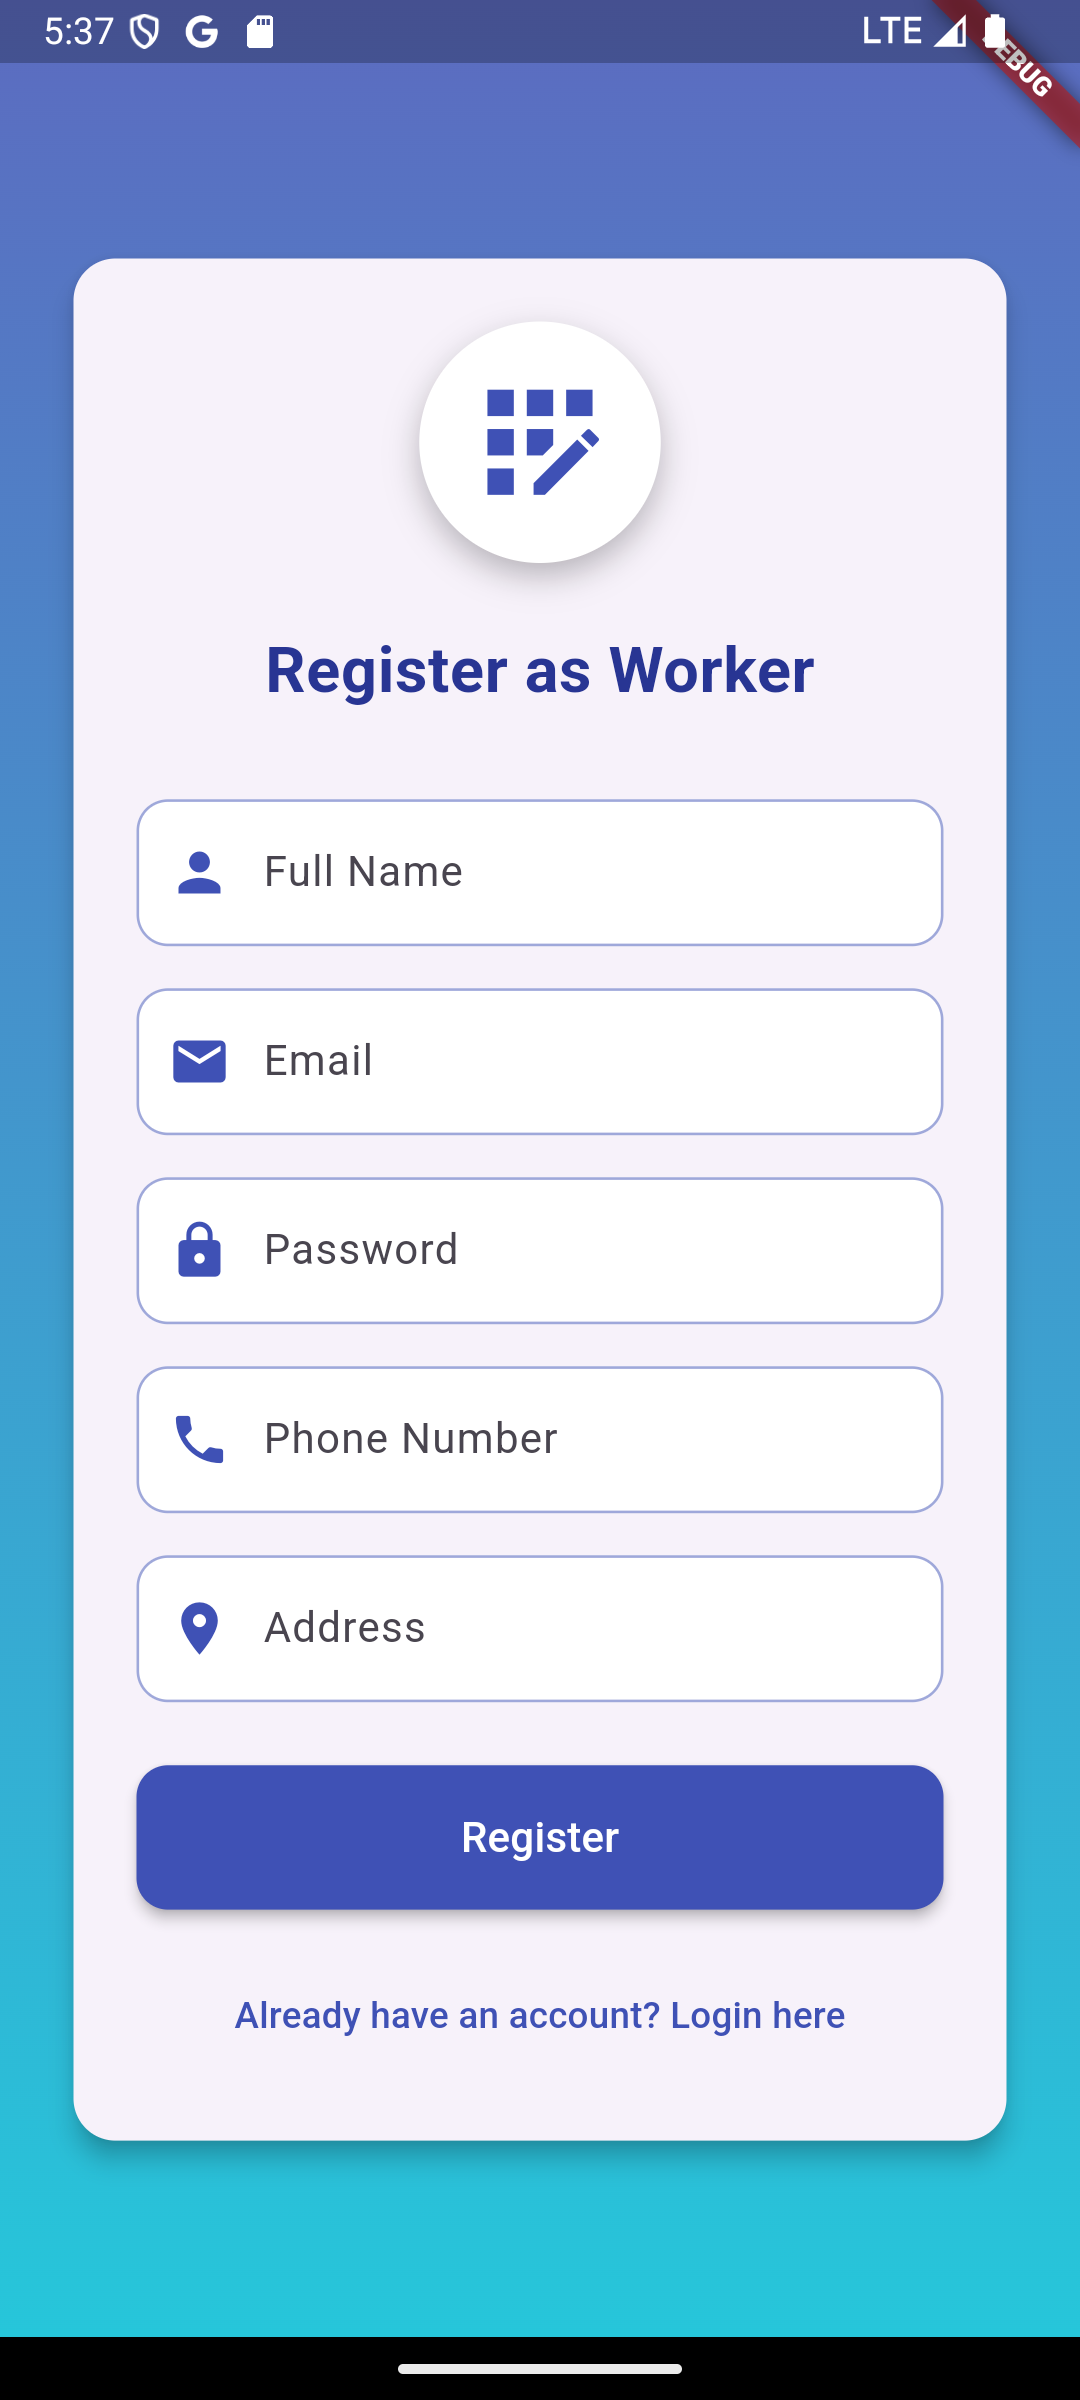 5:37
LTE
Register as Worker
Full Name
Email
Password
Phone Number
Address
Register
Already have an account? Login here